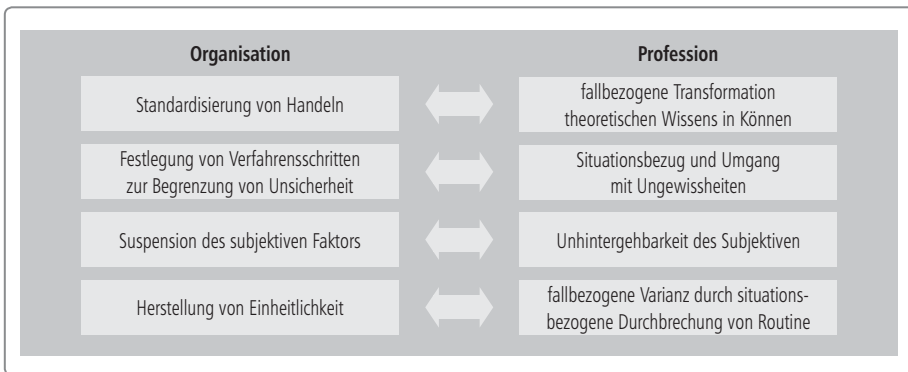 Organisation
Profession
Standardisierung von Handeln
fallbezogene Transformation
theoretischen Wissens in Können
Festlegung von Verfahrensschritten
zur Begrenzung von Unsicherheit
Situationsbezug und Umgang
mit Ungewissheiten
Suspension des subjektiven Faktors
Unhintergehbarkeit des Subjektiven
Herstellung von Einheitlichkeit
fallbezogene Varianz durch situations-
bezogene Durchbrechung von Routine